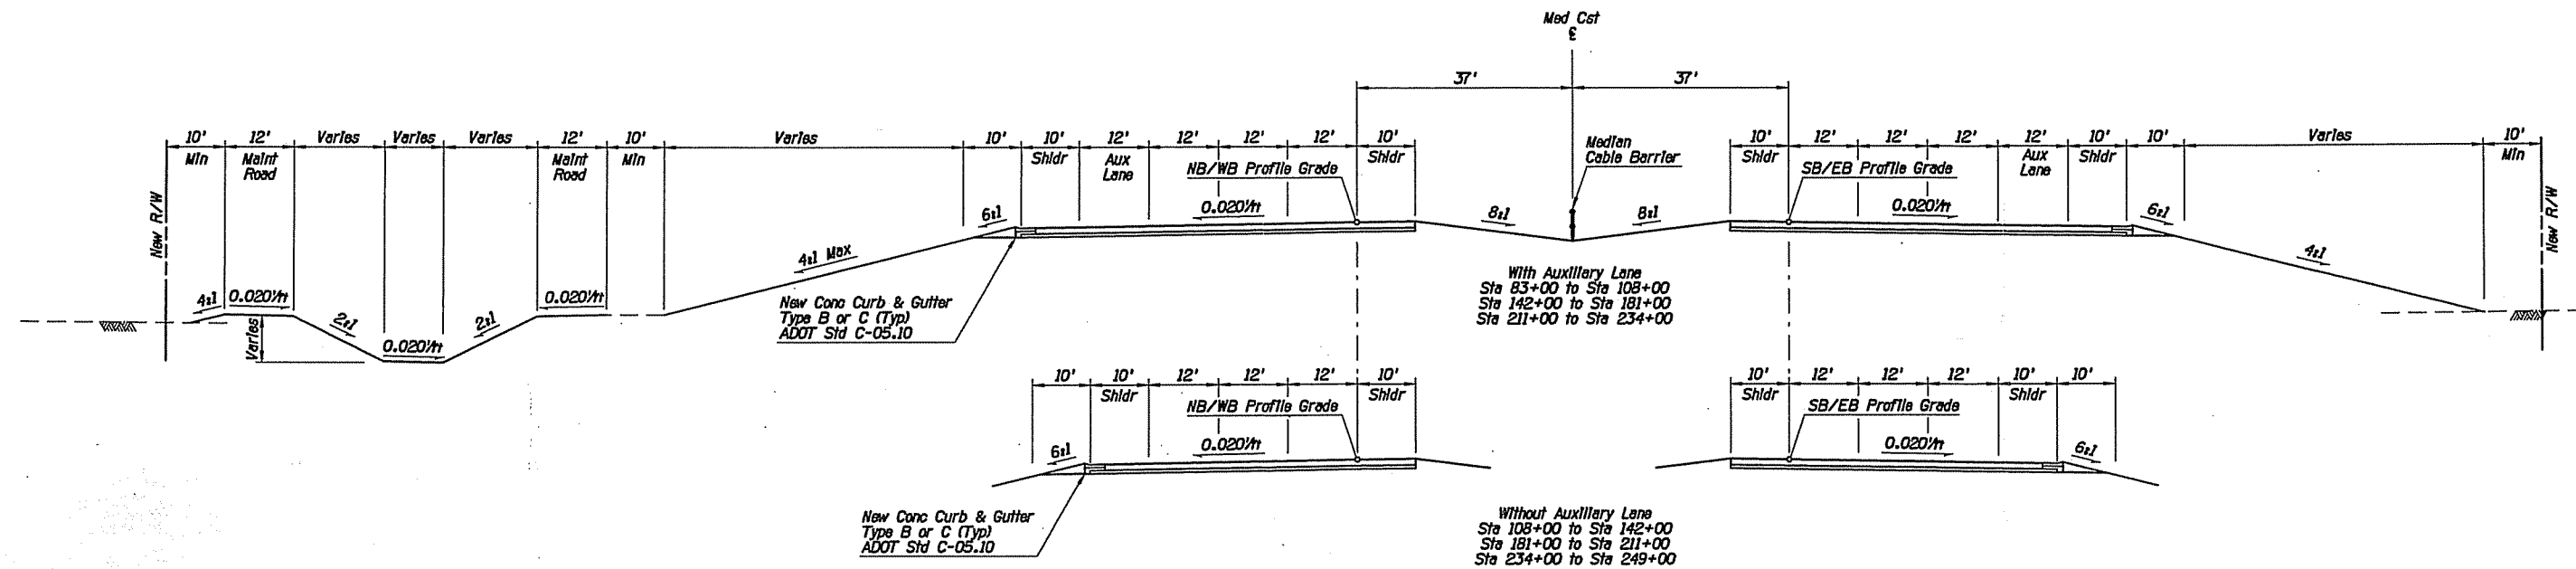 Med Cst
℄
37' 37'
10' 12' Varies Varies Varies 12' 10' Varies 10' 10' 12' 12' 12' 12' 10' 10' 12' 12' 12' 12' 10' 10' Varies 10'
Min Maint Road Maint Road Min Shldr Aux Lane Shldr Shldr Aux Lane Shldr Min
Median
Cable Barrier
NB/WB Profile Grade
SB/EB Profile Grade
New R/W
New R/W
0.020'/ft
0.020'/ft
6:1
8:1
8:1
6:1
4:1 Max
4:1
4:1
0.020'/ft
0.020'/ft
2:1
2:1
Varies
0.020'/ft
New Conc Curb & Gutter
Type B or C (Typ)
ADOT Std C-05.10
With Auxiliary Lane
Sta 83+00 to Sta 108+00
Sta 142+00 to Sta 181+00
Sta 211+00 to Sta 234+00
10' 10' 12' 12' 12' 10' 10' 12' 12' 12' 10' 10'
Shldr Shldr Shldr Shldr
NB/WB Profile Grade
SB/EB Profile Grade
0.020'/ft
0.020'/ft
6:1
6:1
New Conc Curb & Gutter
Type B or C (Typ)
ADOT Std C-05.10
Without Auxiliary Lane
Sta 108+00 to Sta 142+00
Sta 181+00 to Sta 211+00
Sta 234+00 to Sta 249+00